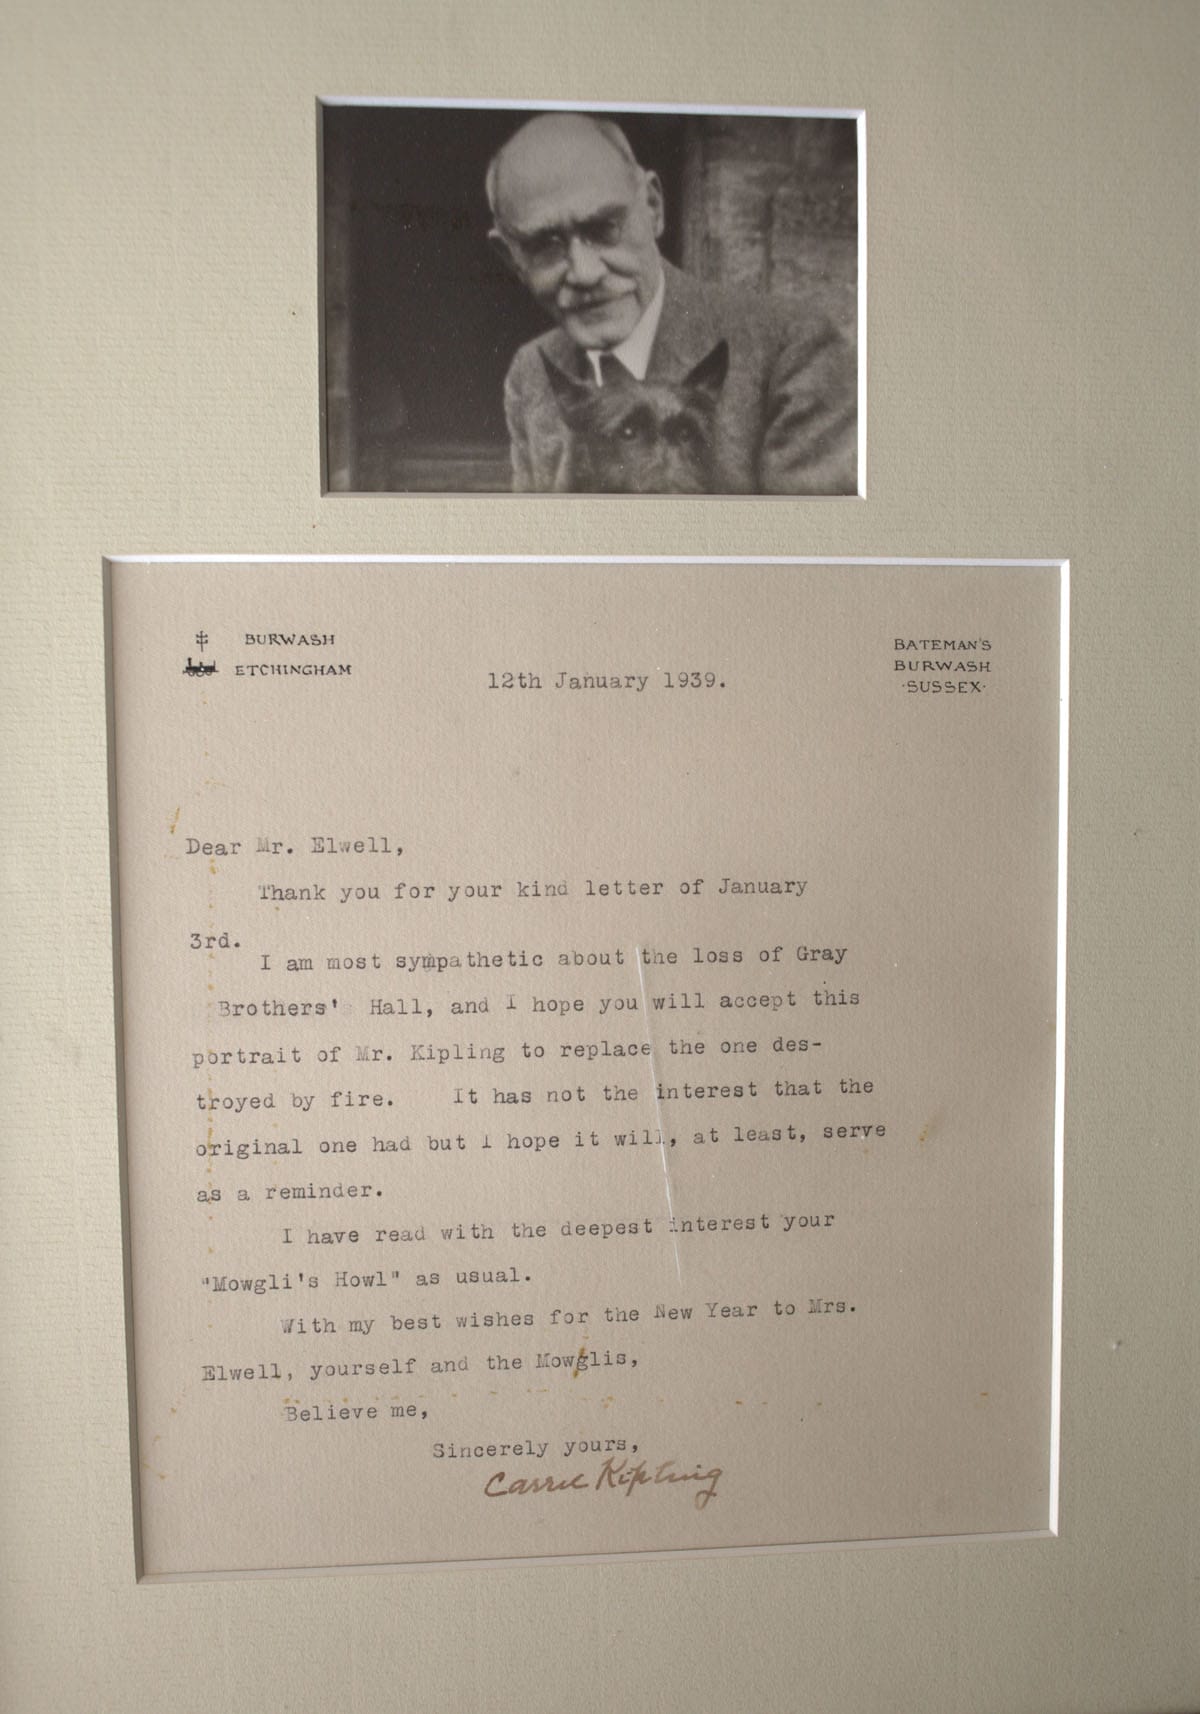 BURWASH
ETCHINGHAM
BATEMAN'S
BURWASH
·SUSSEX·
12th January 1939.
Dear Mr. Elwell,
Thank you for your kind letter of January
3rd.
I am most sympathetic about the loss of Gray
Brothers' Hall, and I hope you will accept this
portrait of Mr. Kipling to replace the one des-
troyed by fire. It has not the interest that the
original one had but I hope it will, at least, serve
as a reminder.
I have read with the deepest interest your
"Mowgli's Howl" as usual.
With my best wishes for the New Year to Mrs.
Elwell, yourself and the Mowglis,
Believe me,
Sincerely yours,
Carrie Kipling